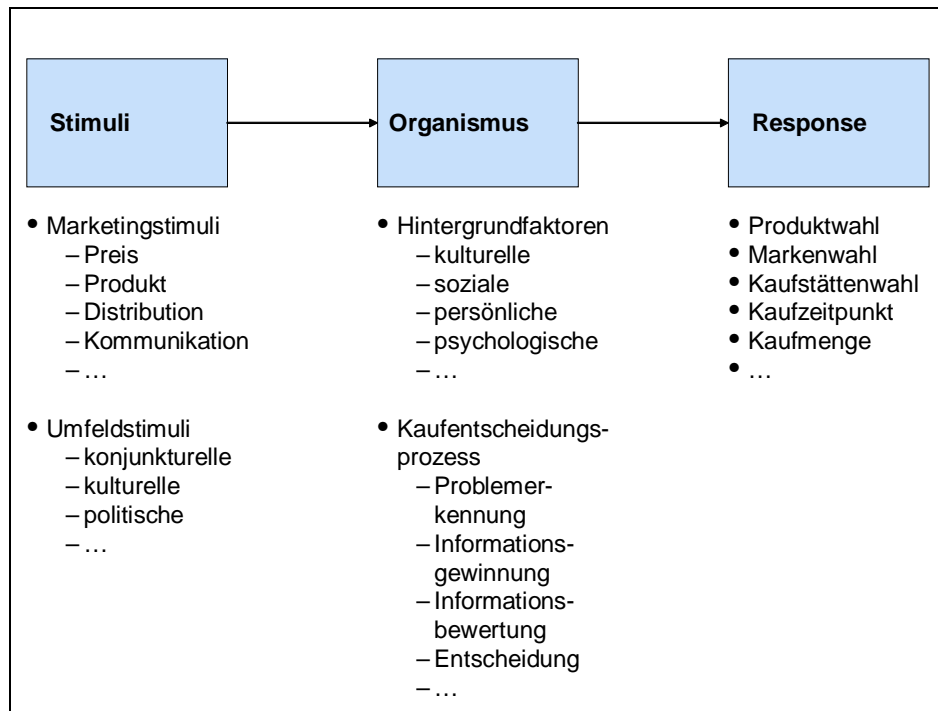 Stimuli
Organismus
Response
• Marketingstimuli
– Preis
– Produkt
– Distribution
– Kommunikation
– …
• Umfeldstimuli
– konjunkturelle
– kulturelle
– politische
– …
• Hintergrundfaktoren
– kulturelle
– soziale
– persönliche
– psychologische
– …
• Kaufentscheidungs-
prozess
– Problemer-
kennung
– Informations-
gewinnung
– Informations-
bewertung
– Entscheidung
– …
• Produktwahl
• Markenwahl
• Kaufstättenwahl
• Kaufzeitpunkt
• Kaufmenge
• …